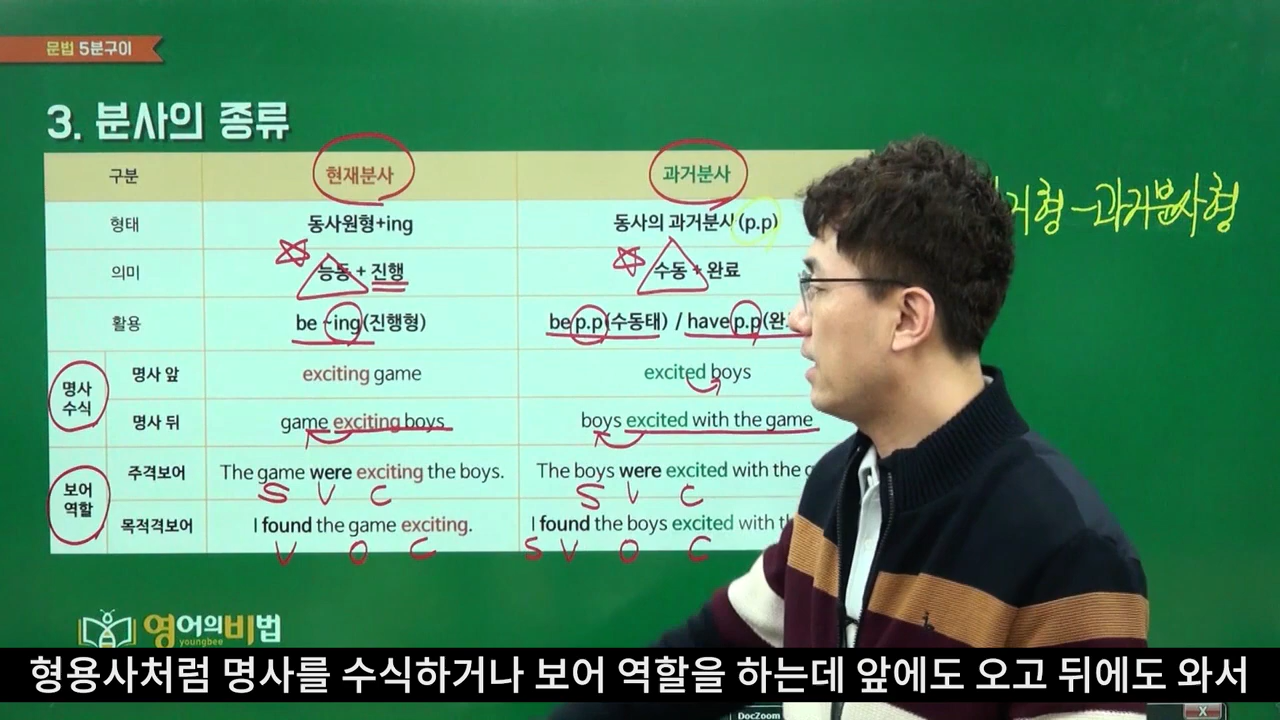 문법 5분구이
3. 분사의 종류
구분 현재분사 과거분사
형태 동사원형+ing 동사의 과거분사 (p.p)
의미 능동 + 진행 수동 + 완료
활용 be ~ing(진행형) be p.p(수동태) / have p.p(완
명사 수식 명사 앞 exciting game excited boys
명사 뒤 game exciting boys boys excited with the game
보어 역할 주격보어 The game were exciting the boys. The boys were excited with the
S V C S V C
목적격보어 I found the game exciting. I found the boys excited with
V O C S V O C
거형 - 과거분사형
영어의비법
youngbee
형용사처럼 명사를 수식하거나 보어 역할을 하는데 앞에도 오고 뒤에도 와서
DocZoom
X